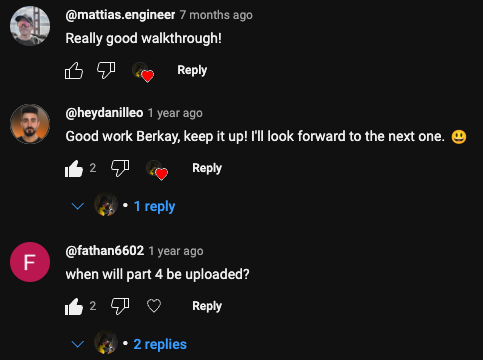 @mattias.engineer 7 months ago
Really good walkthrough!
Reply
@heydanilleo 1 year ago
Good work Berkay, keep it up! I'll look forward to the next one. 😃
2 Reply
• 1 reply
F @fathan6602 1 year ago
when will part 4 be uploaded?
2 Reply
• 2 replies